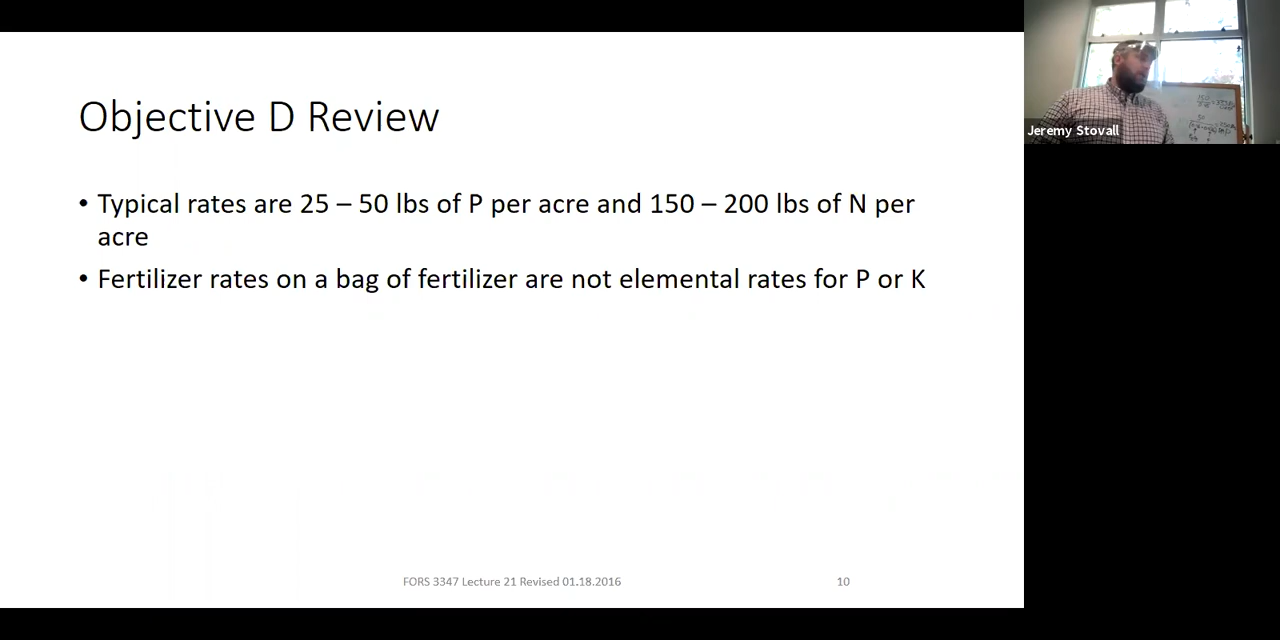 Objective D Review
• Typical rates are 25 – 50 lbs of P per acre and 150 – 200 lbs of N per
acre
• Fertilizer rates on a bag of fertilizer are not elemental rates for P or K
FORS 3347 Lecture 21 Revised 01.18.2016
10
Jeremy Stovall